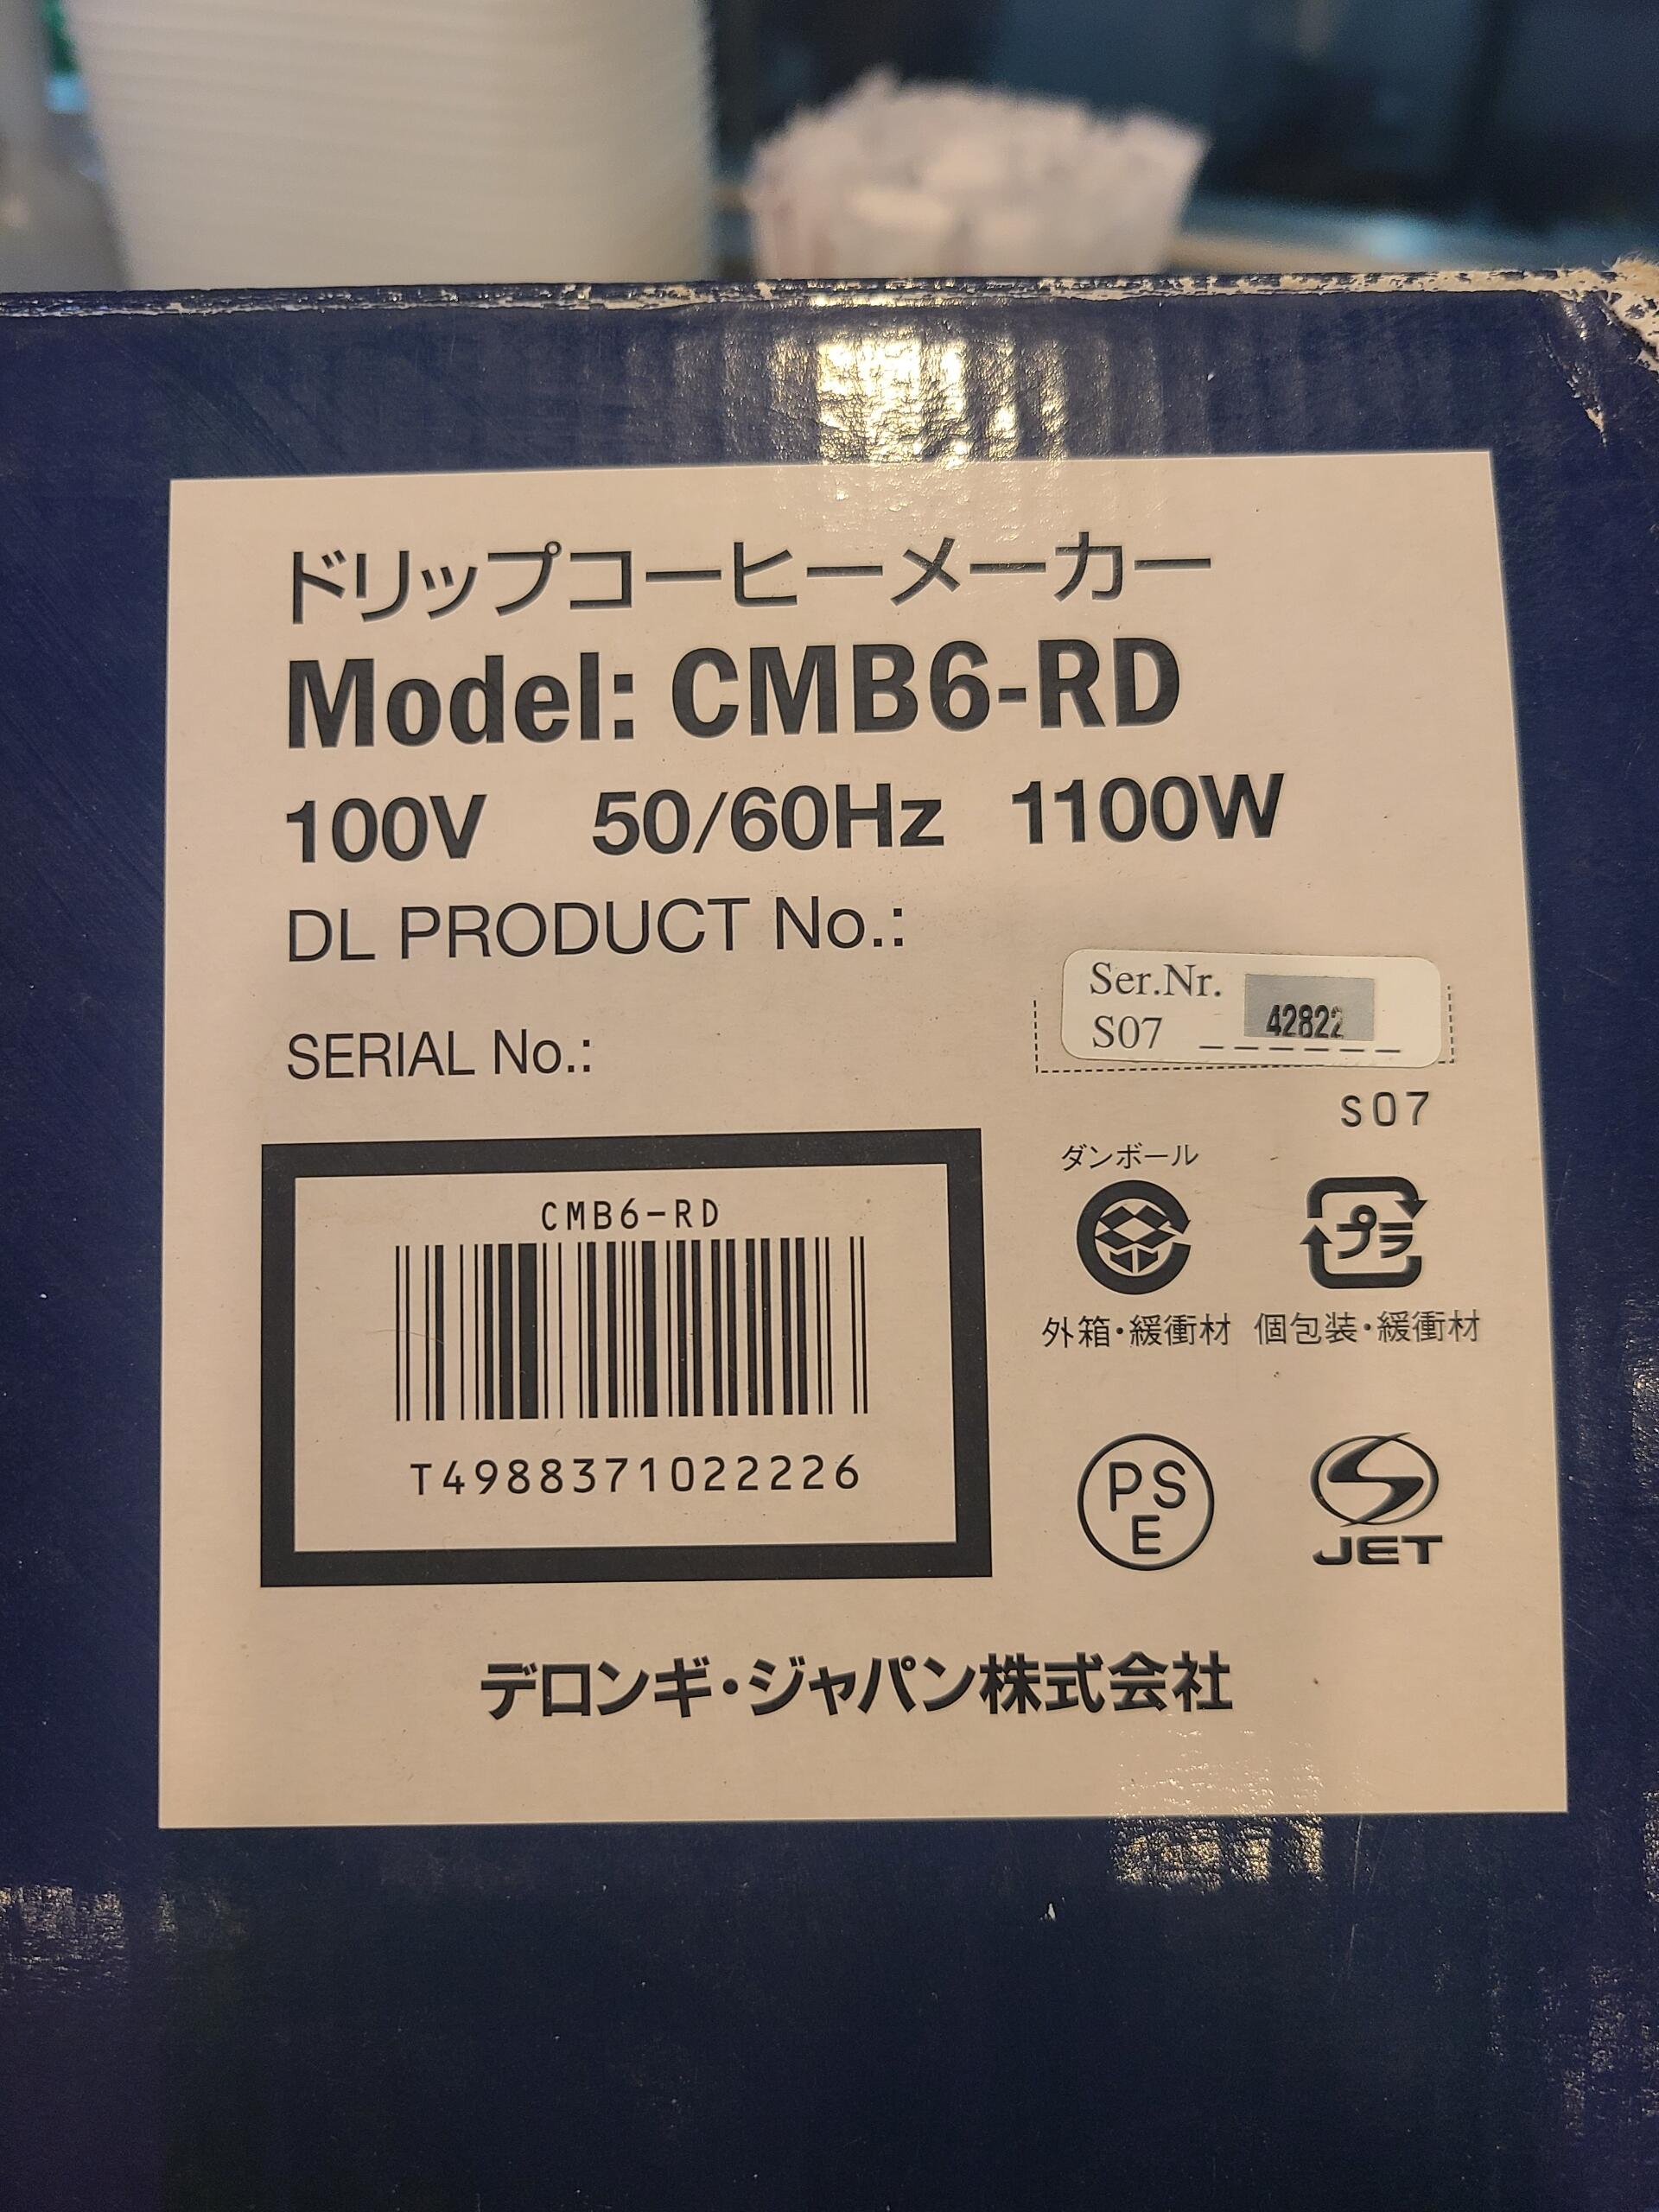 ドリップコーヒーメーカー
Model: CMB6-RD
100V 50/60Hz 1100W
DL PRODUCT No.:
Ser.Nr.
S07 42822
SERIAL No.:
S07
CMB6-RD
T4988371022226
ダンボール
プラ
外箱・緩衝材 個包装・緩衝材
PS
E
JET
デロンギ・ジャパン株式会社